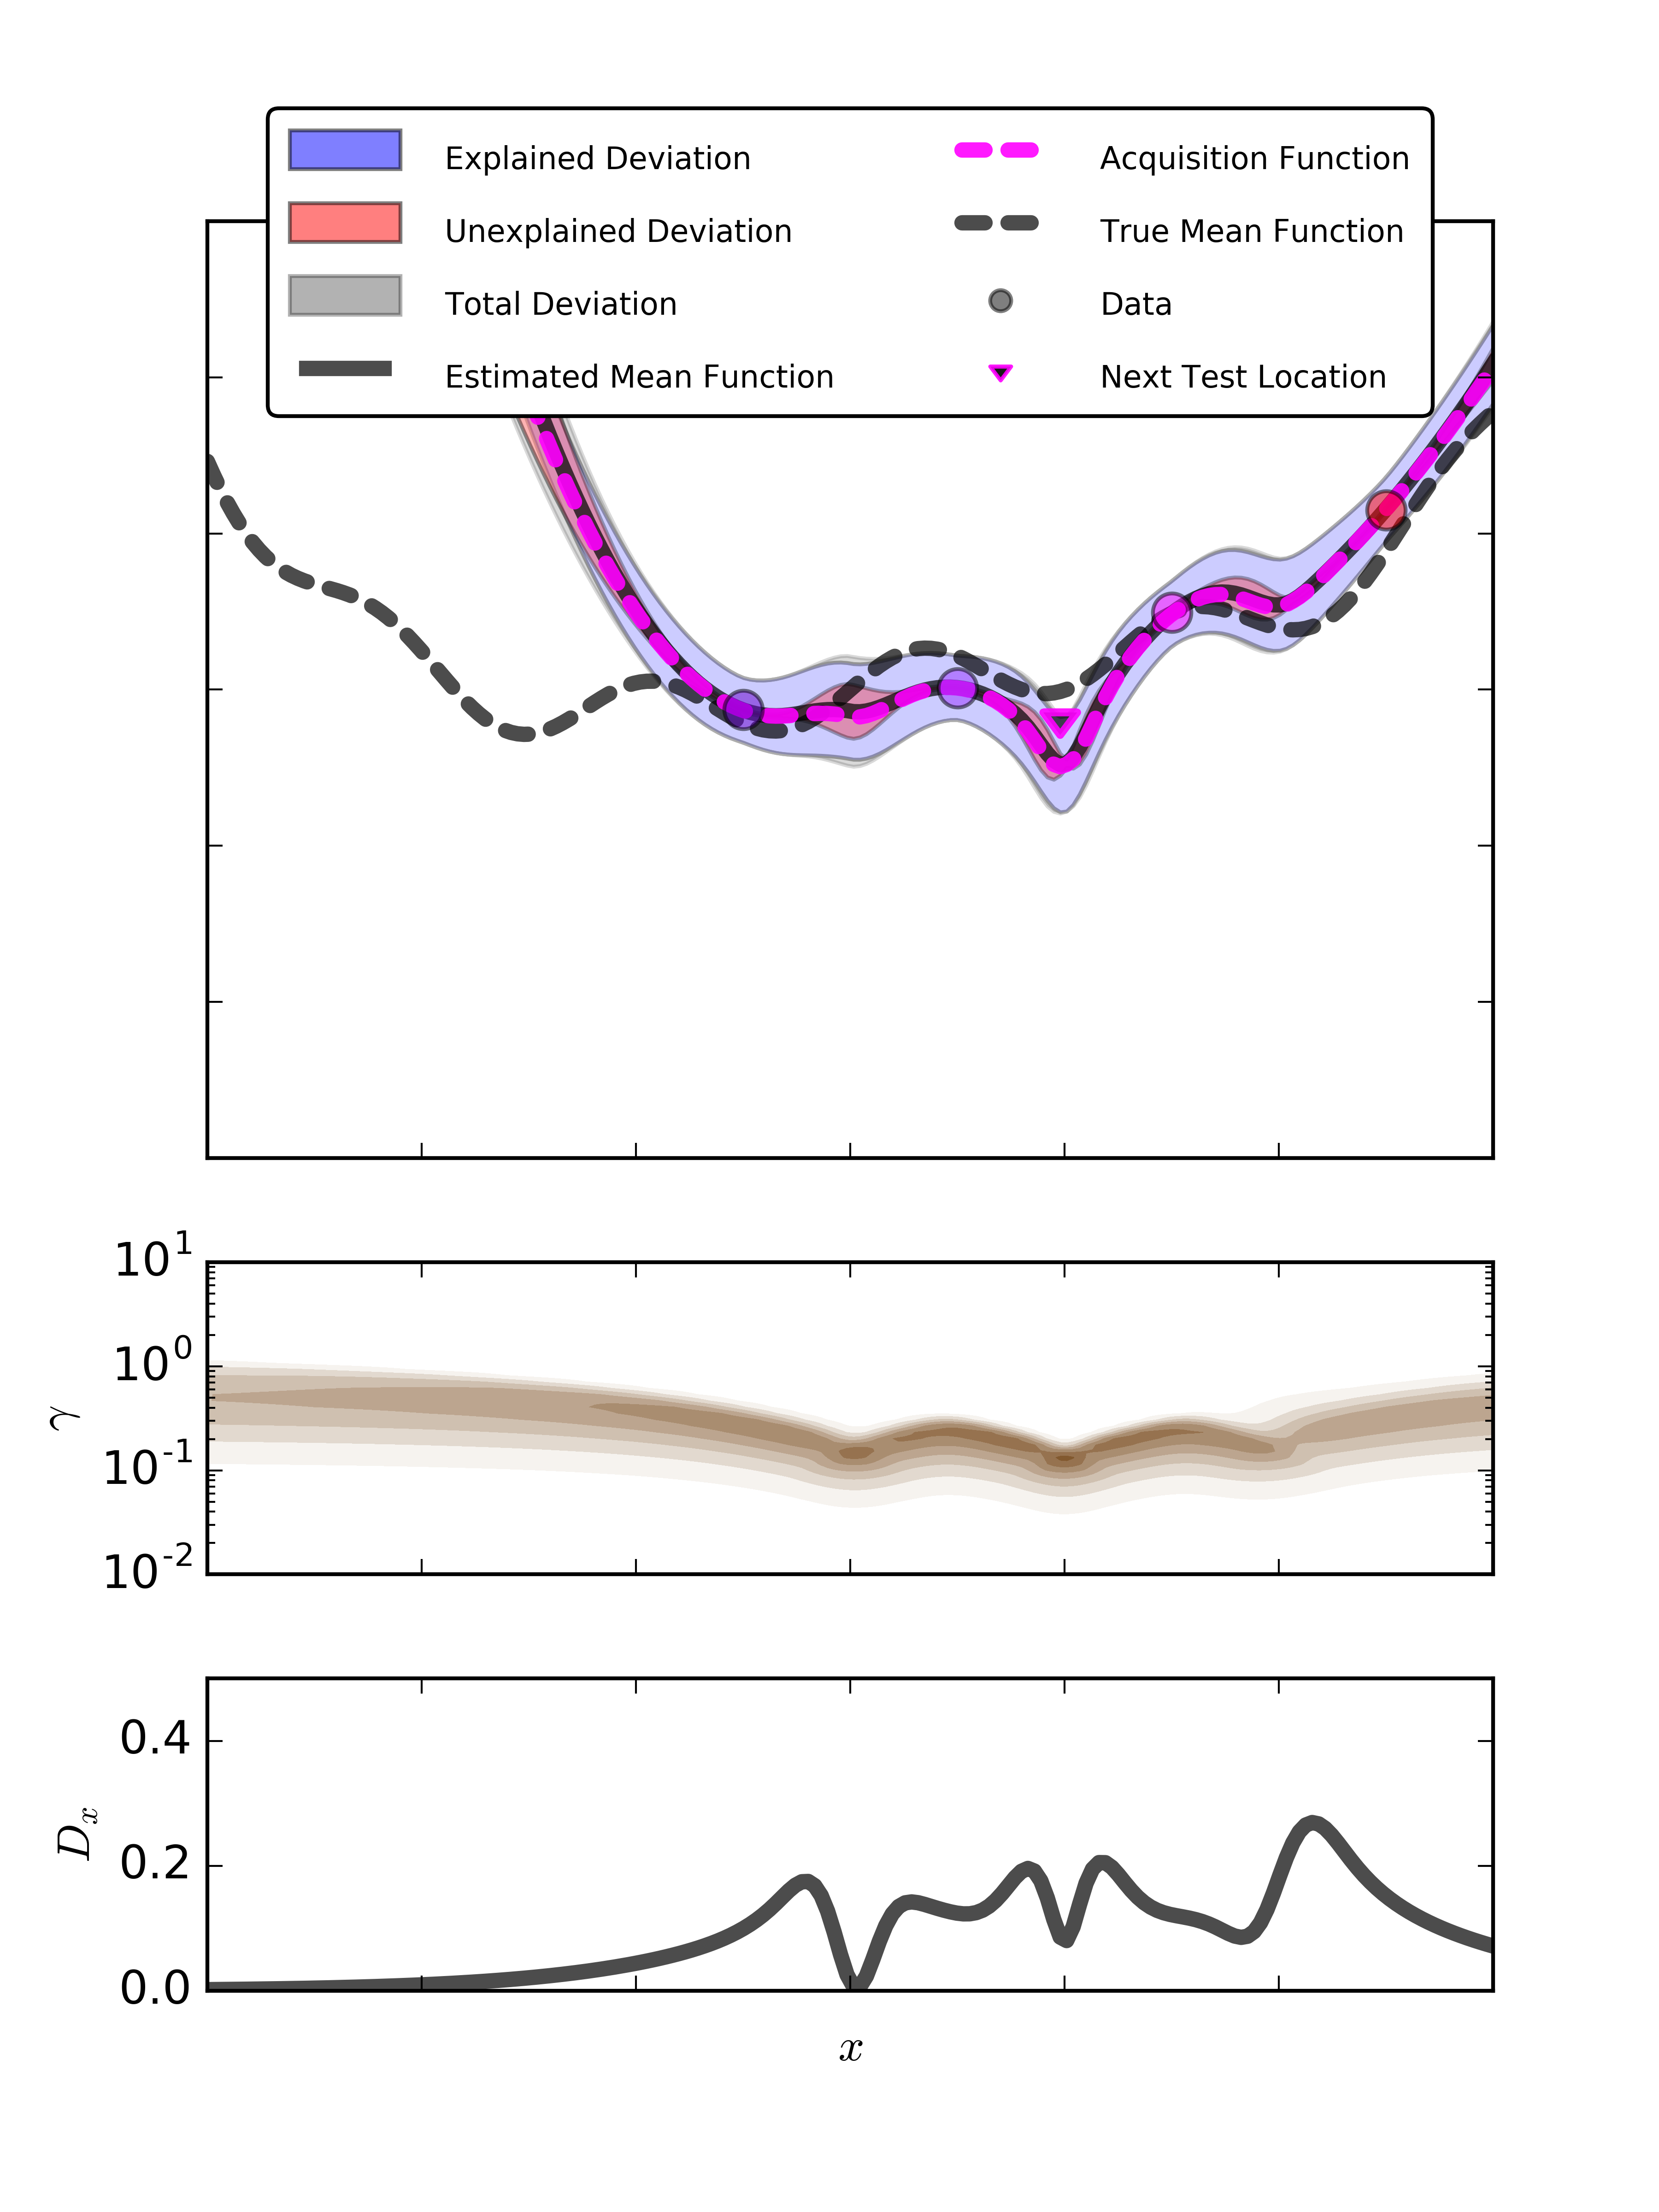 Explained Deviation
Unexplained Deviation
Total Deviation
Estimated Mean Function
Acquisition Function
True Mean Function
Data
Next Test Location
10^1
10^0
10^-1
10^-2
γ
0.4
0.2
0.0
D_x
x